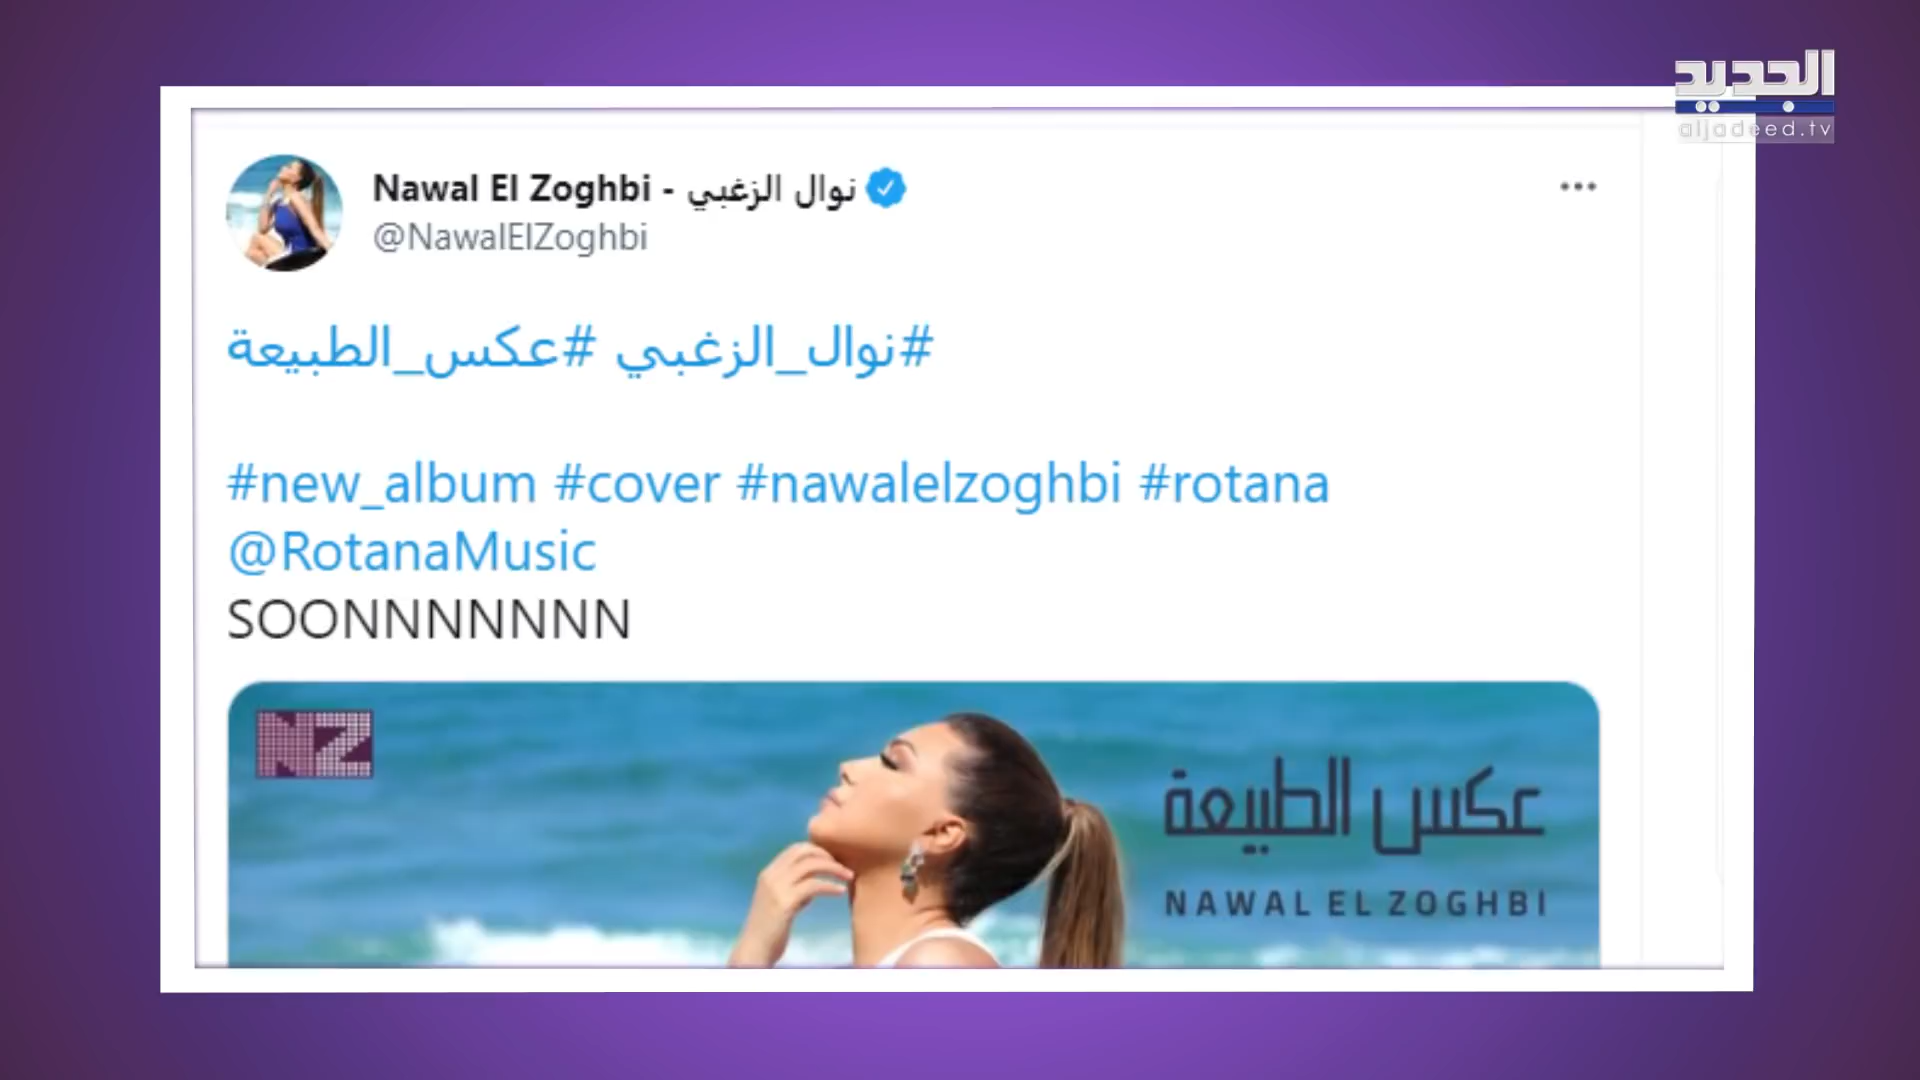 الجديد
aljadeed.tv
Nawal El Zoghbi - نوال الزغبي
@NawalElZoghbi
#نوال_الزغبي #عكس_الطبيعة
#new_album #cover #nawalelzoghbi #rotana
@RotanaMusic
SOONNNNNNN
NZ
عكس الطبيعة
NAWAL EL ZOGHBI